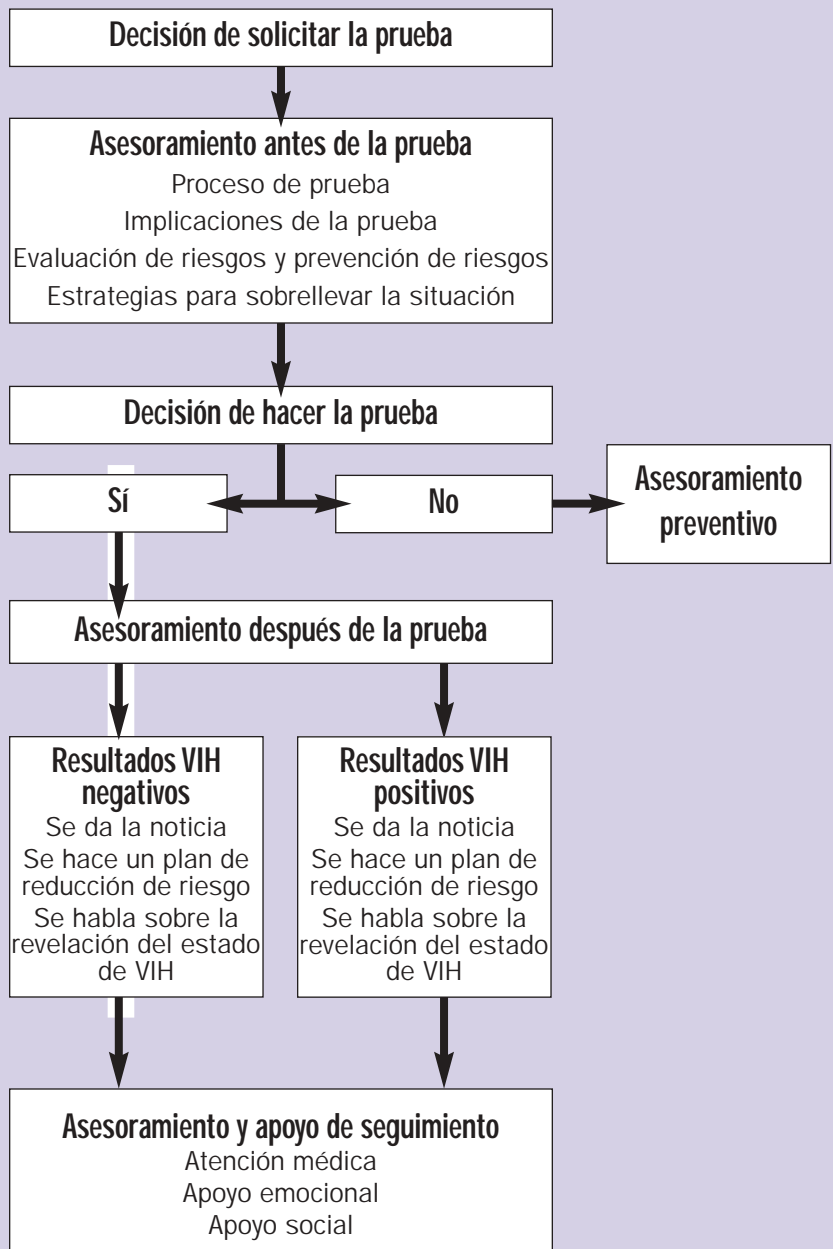 Decisión de solicitar la prueba
Asesoramiento antes de la prueba
Proceso de prueba
Implicaciones de la prueba
Evaluación de riesgos y prevención de riesgos
Estrategias para sobrellevar la situación
Decisión de hacer la prueba
Sí
No
Asesoramiento
preventivo
Asesoramiento después de la prueba
Resultados VIH
negativos
Se da la noticia
Se hace un plan de
reducción de riesgo
Se habla sobre la
revelación del estado
de VIH
Resultados VIH
positivos
Se da la noticia
Se hace un plan de
reducción de riesgo
Se habla sobre la
revelación del estado
de VIH
Asesoramiento y apoyo de seguimiento
Atención médica
Apoyo emocional
Apoyo social